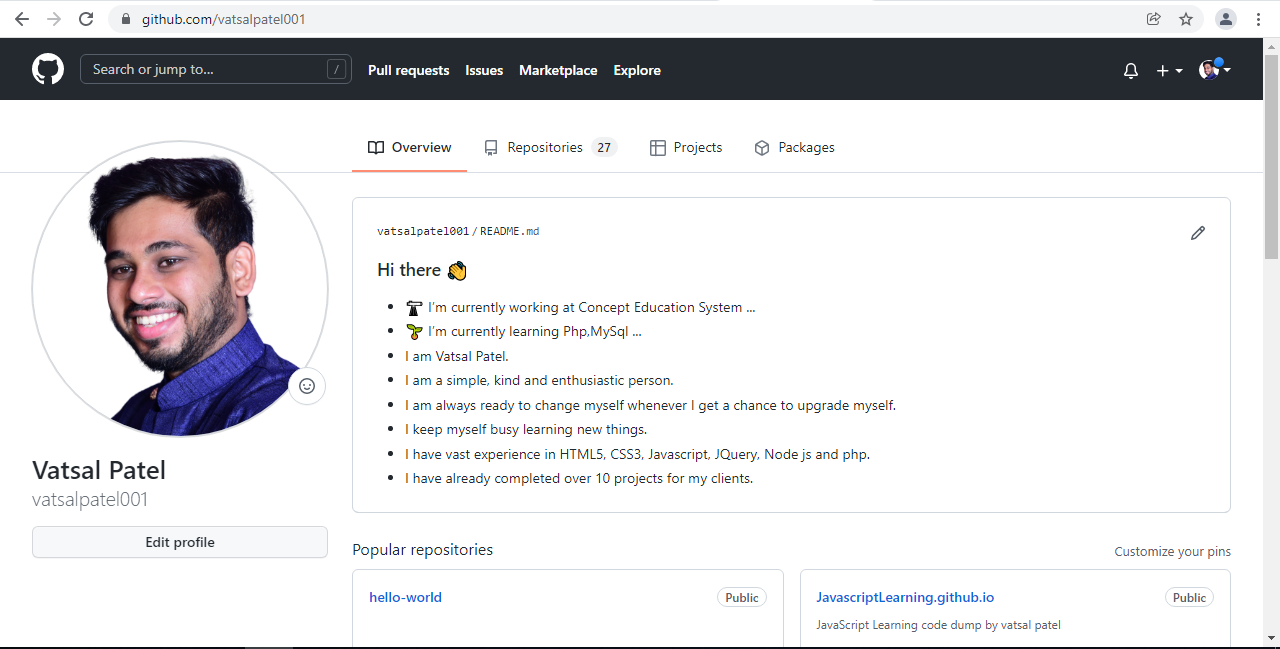 github.com/vatsalpatel001
Search or jump to... /
Pull requests Issues Marketplace Explore
Overview Repositories 27 Projects Packages
vatsalpatel001/README.md
Hi there 👋
🔭 I'm currently working at Concept Education System ...
🌱 I'm currently learning Php,MySql ...
I am Vatsal Patel.
I am a simple, kind and enthusiastic person.
I am always ready to change myself whenever I get a chance to upgrade myself.
I keep myself busy learning new things.
I have vast experience in HTML5, CSS3, Javascript, JQuery, Node js and php.
I have already completed over 10 projects for my clients.
Vatsal Patel
vatsalpatel001
Edit profile
Popular repositories Customize your pins
hello-world Public
JavascriptLearning.github.io Public
JavaScript Learning code dump by vatsal patel